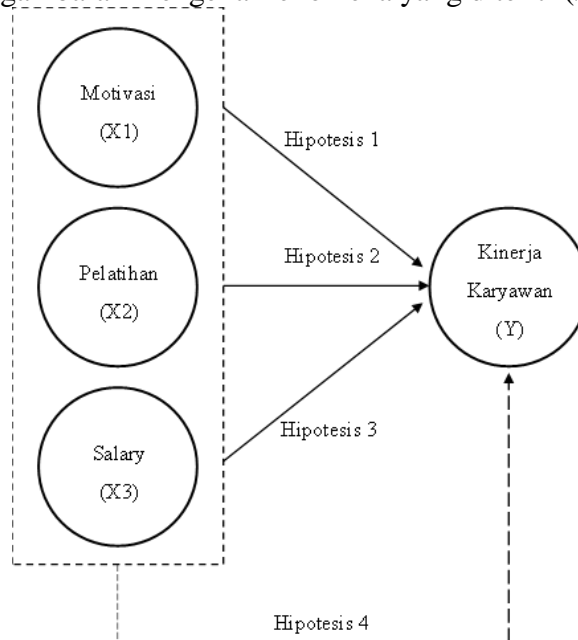 Motivasi
(X1)
Hipotesis 1
Pelatihan
(X2)
Hipotesis 2
Kinerja
Karyawan
(Y)
Salary
(X3)
Hipotesis 3
Hipotesis 4